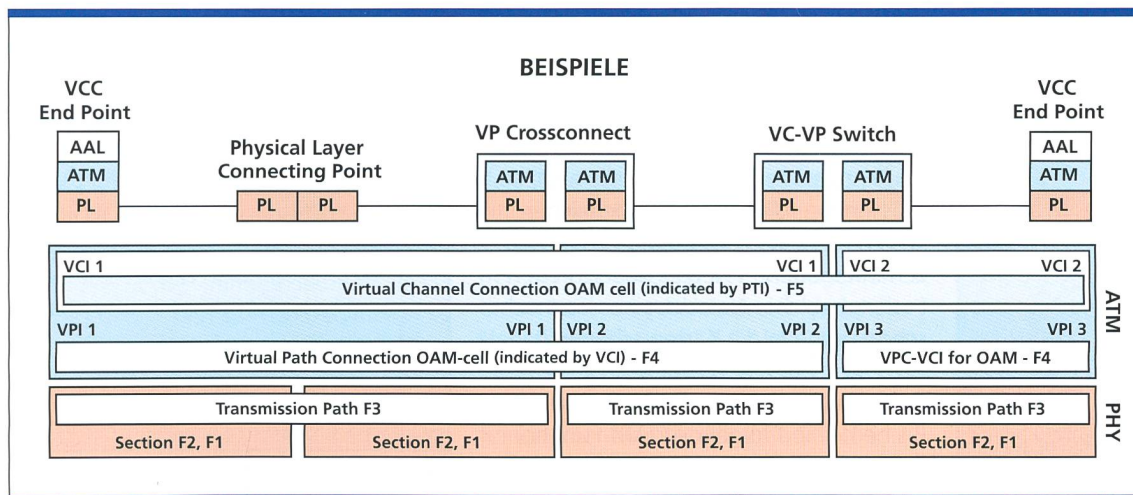 BEISPIELE
VCC
End Point
AAL
ATM
PL
Physical Layer
Connecting Point
PL PL
VP Crossconnect
ATM ATM
PL PL
VC-VP Switch
ATM ATM
PL PL
VCC
End Point
AAL
ATM
PL
VCI 1 VCI 1 VCI 2 VCI 2
Virtual Channel Connection OAM cell (indicated by PTI) - F5
VPI 1 VPI 1 VPI 2 VPI 2 VPI 3 VPI 3
Virtual Path Connection OAM-cell (indicated by VCI) - F4 VPC-VCI for OAM - F4
ATM
Transmission Path F3 Transmission Path F3 Transmission Path F3
Section F2, F1 Section F2, F1 Section F2, F1 Section F2, F1
PHY